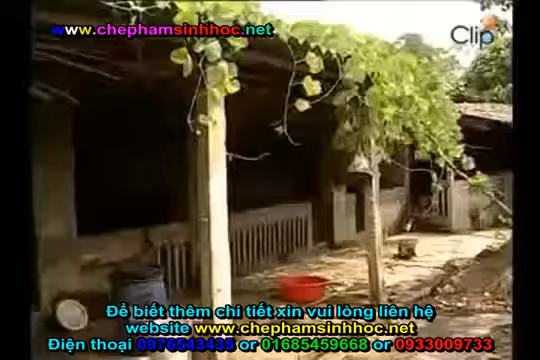 www.chephamsinhhoc.net
Clip
Để biết thêm chi tiết xin vui lòng liên hệ
website www.chephamsinhhoc.net
Điện thoại 0976543435 or 01685459668 or 0933009733